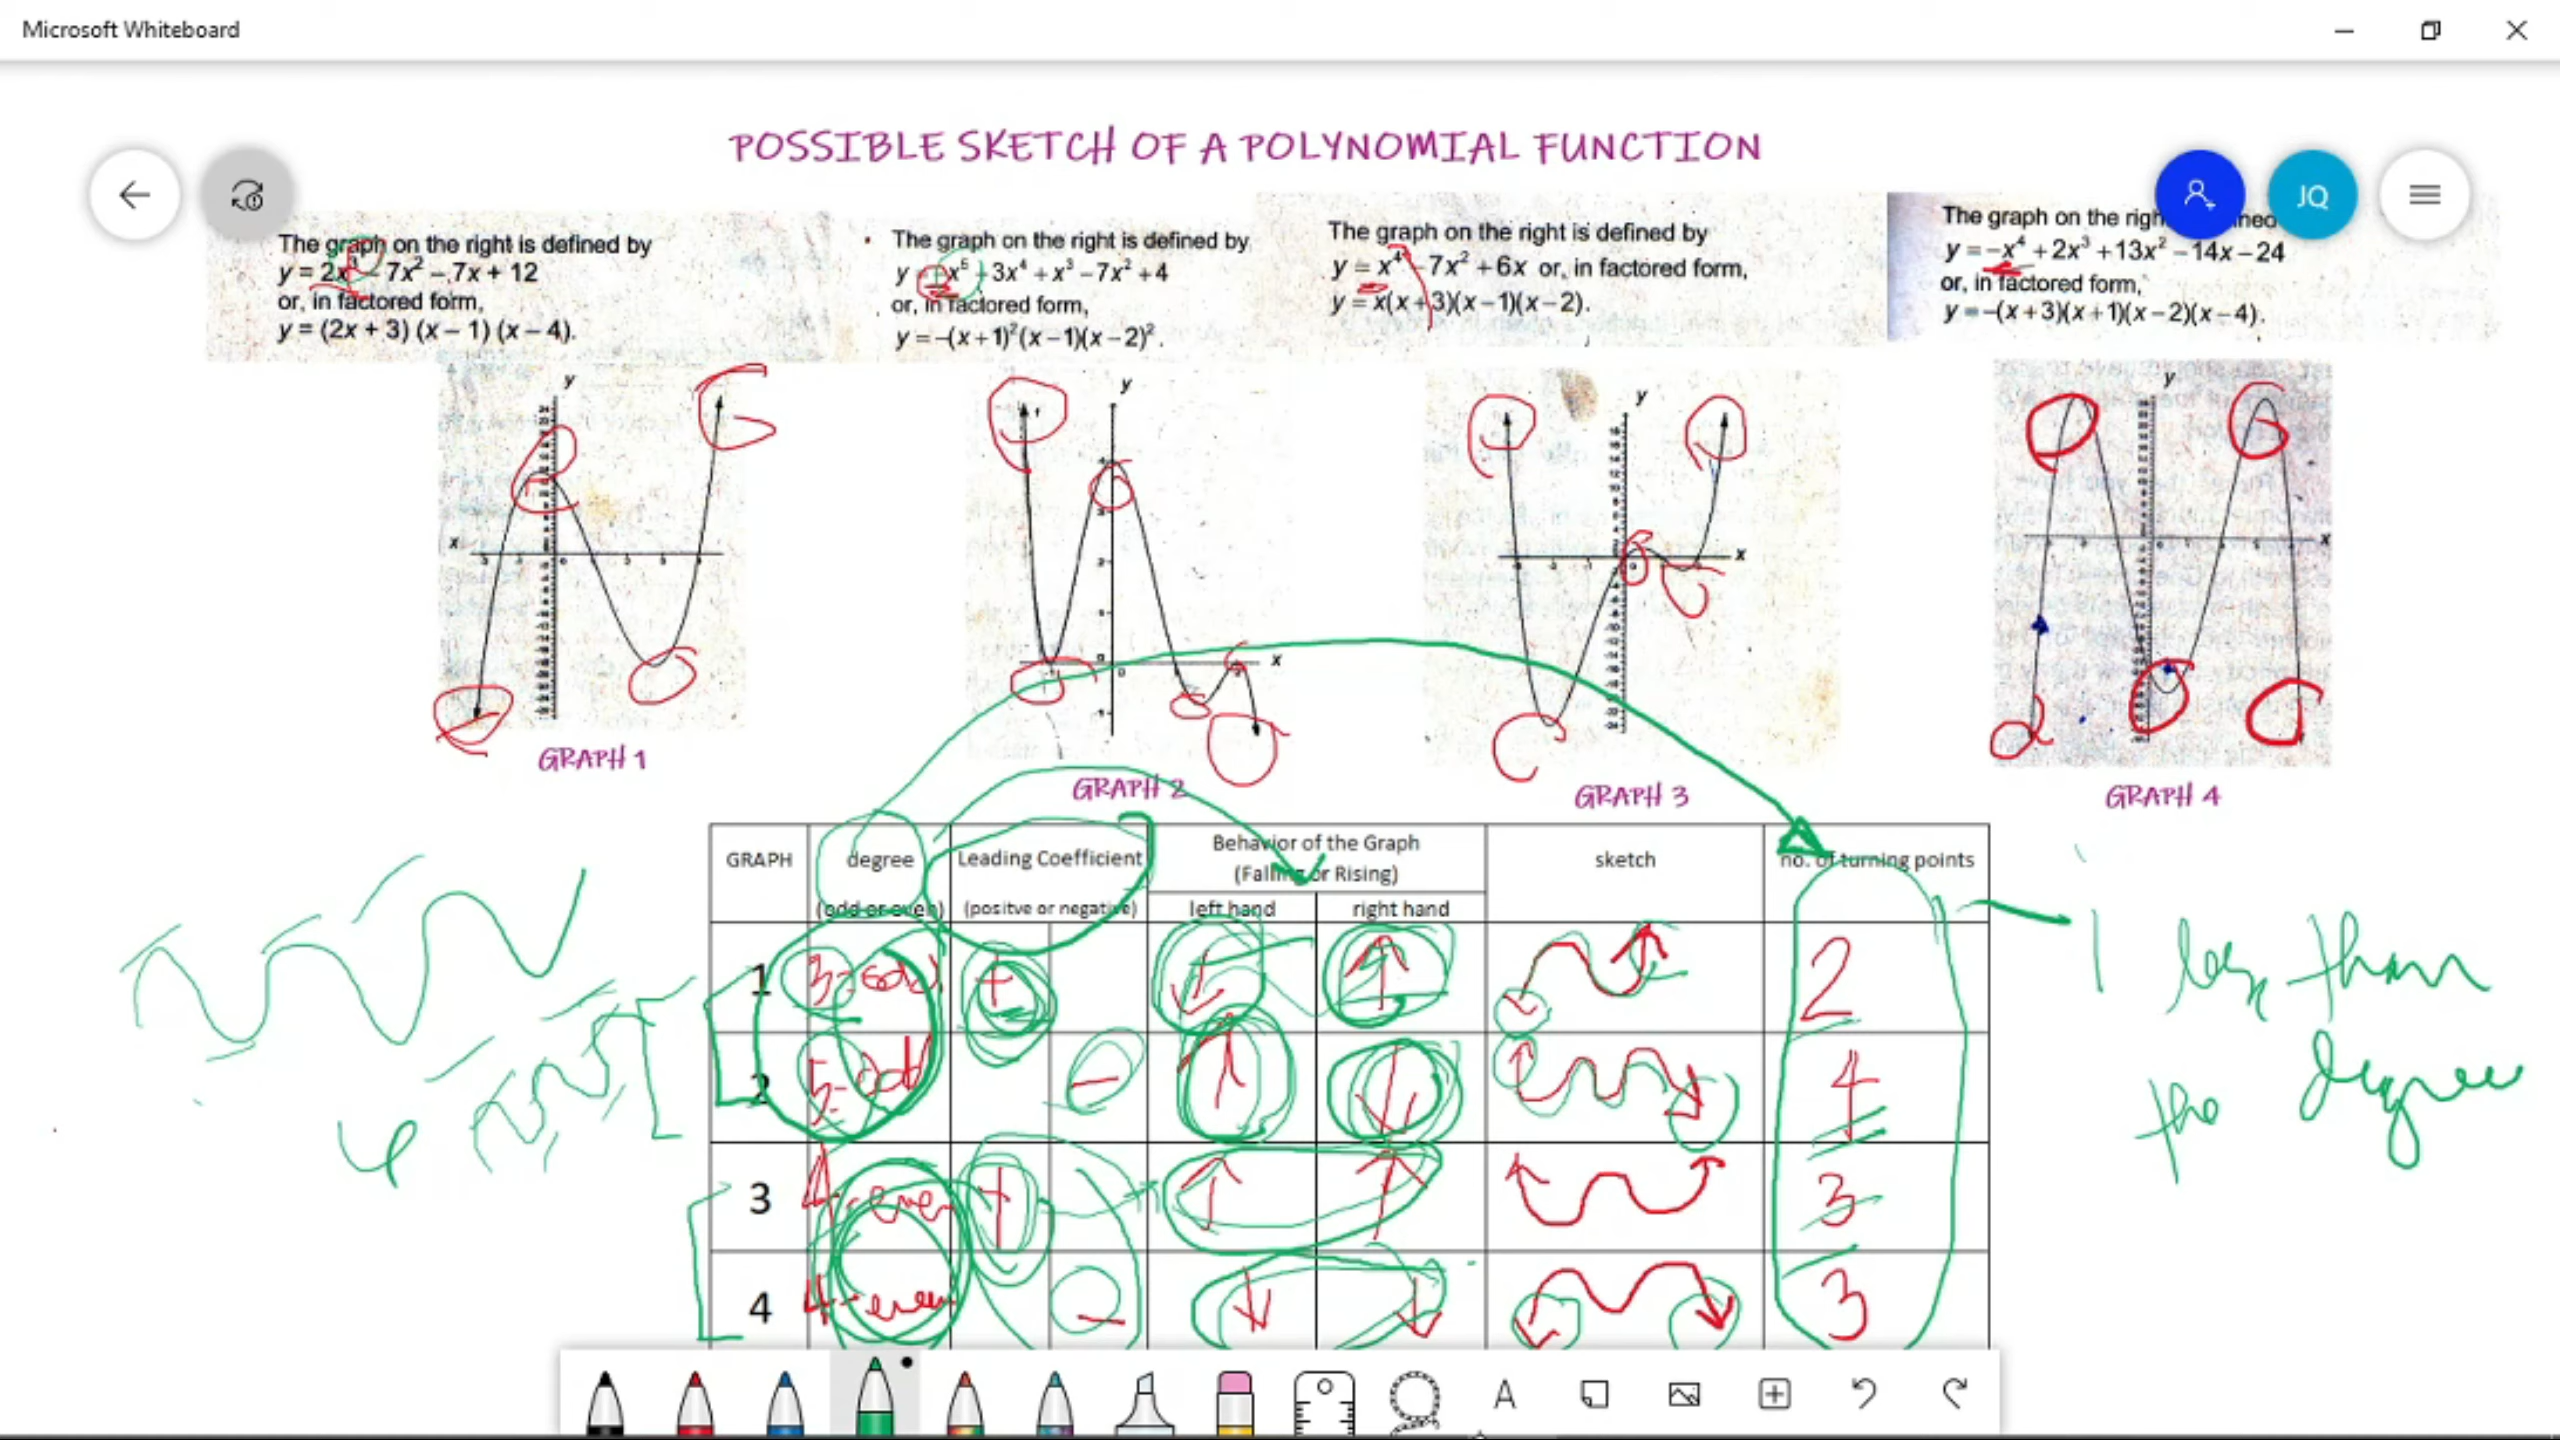 Microsoft Whiteboard
POSSIBLE SKETCH OF A POLYNOMIAL FUNCTION
JQ
The graph on the right is defined by
y = 2x³ - 7x² - 7x + 12
or, in factored form,
y = (2x + 3) (x - 1) (x - 4).
• The graph on the right is defined by
y = -x⁵ + 3x⁴ + x³ - 7x² + 4
or, in factored form,
y = -(x+1)²(x-1)(x-2)².
The graph on the right is defined by
y = x⁴ - 7x² + 6x or, in factored form,
y = x(x+3)(x-1)(x-2).
The graph on the
y = -x⁴ + 2x³ + 13x² - 14x - 24
or, in factored form,
y = -(x+3)(x+1)(x-2)(x-4).
y
x
y
x
y
x
y
x
GRAPH 1
GRAPH 2
GRAPH 3
GRAPH 4
GRAPH
degree
(odd or even)
Leading Coefficient
(positve or negative)
Behavior of the Graph
(Falling or Rising)
left hand
right hand
sketch
no. of turning points
1 3-odd + 2
2 5-odd - 4
3 4-even + 3
4 4-even - 3
1 less than
the degree